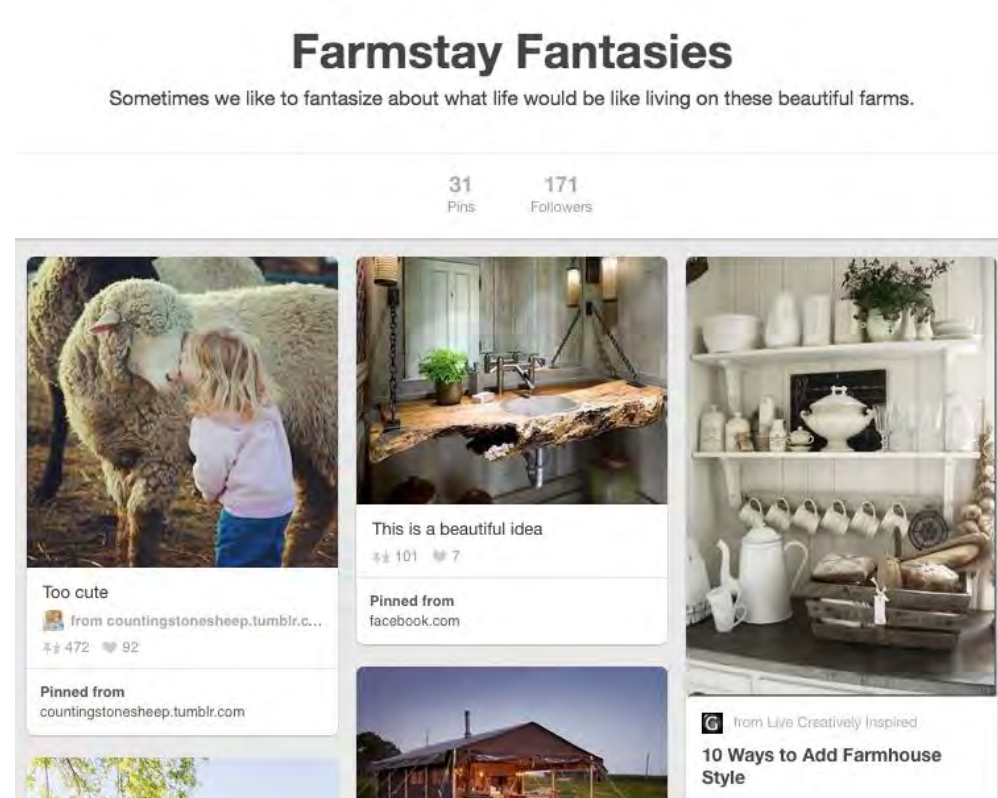 Farmstay Fantasies
Sometimes we like to fantasize about what life would be like living on these beautiful farms.
31
Pins
171
Followers
Too cute
from countingstonesheep.tumblr.c...
472 92
Pinned from
countingstonesheep.tumblr.com
This is a beautiful idea
101 7
Pinned from
facebook.com
G from Live Creatively Inspired
10 Ways to Add Farmhouse
Style